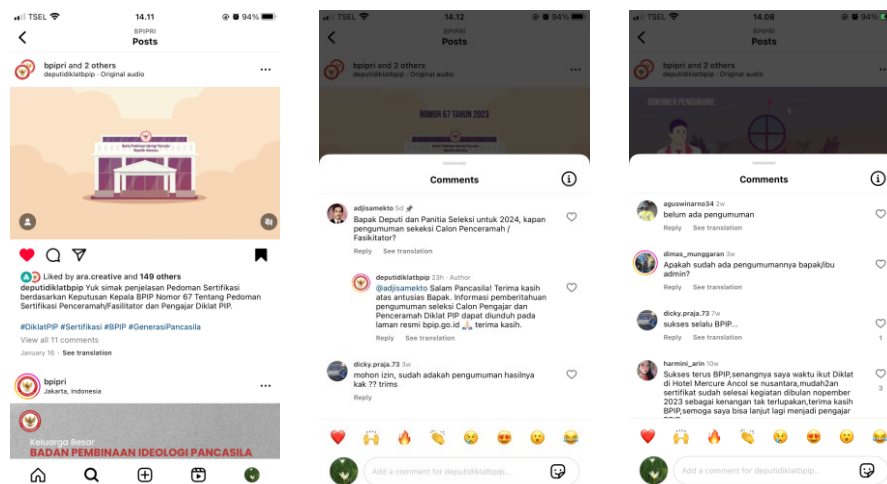 TSEL
14.11
94%
BPIPRI
Posts
bpipri and 2 others
deputidiklatbpip · Original audio
Liked by ara.creative and 149 others
deputidiklatbpip Yuk simak penjelasan Pedoman Sertifikasi
berdasarkan Keputusan Kepala BPIP Nomor 67 Tentang Pedoman
Sertifikasi Penceramah/Fasilitator dan Pengajar Diklat PIP.
#DiklatPIP #Sertifikasi #BPIP #GenerasiPancasila
View all 11 comments
January 16 · See translation
bpipri
Jakarta, Indonesia
Keluarga Besar
BADAN PEMBINAAN IDEOLOGI PANCASILA
TSEL
14.12
94%
BPIPRI
Posts
bpipri and 2 others
deputidiklatbpip · Original audio
NOMOR 67 TAHUN 2023
Comments
adjisamekto 5d
Bapak Deputi dan Panitia Seleksi untuk 2024, kapan
pengumuman sekeksi Calon Penceramah /
Fasikitator?
Reply See translation
deputidiklatbpip 23h · Author
@adjisamekto Salam Pancasila! Terima kasih
atas antusias Bapak. Informasi pemberitahuan
pengumuman seleksi Calon Pengajar dan
Penceramah Diklat PIP dapat diunduh pada
laman resmi bpip.go.id 🙏🏻 terima kasih.
Reply See translation
dicky.praja.73 3w
mohon izin, sudah adakah pengumuman hasilnya
kak ?? trims
Reply
Add a comment for deputidiklatbpip...
TSEL
14.08
94%
BPIPRI
Posts
bpipri and 2 others
deputidiklatbpip · Original audio
DOKUMEN PENDUKUNG :
Comments
aguswinarno34 2w
belum ada pengumuman
Reply See translation
dimas_munggaran 3w
Apakah sudah ada pengumumannya bapak/ibu
admin?
Reply See translation
dicky.praja.73 7w
sukses selalu BPIP...
Reply See translation
1
harmini_arin 10w
Sukses terus BPIP,senangnya saya waktu ikut Diklat
di Hotel Mercure Ancol se nusantara,mudah2an
sertifikat sudah selesai kegiatan dibulan nopember
2023 sebagai kenangan tak terlupakan,terima kasih
BPIP,semoga saya bisa lanjut lagi menjadi pengajar
3
Add a comment for deputidiklatbpip...